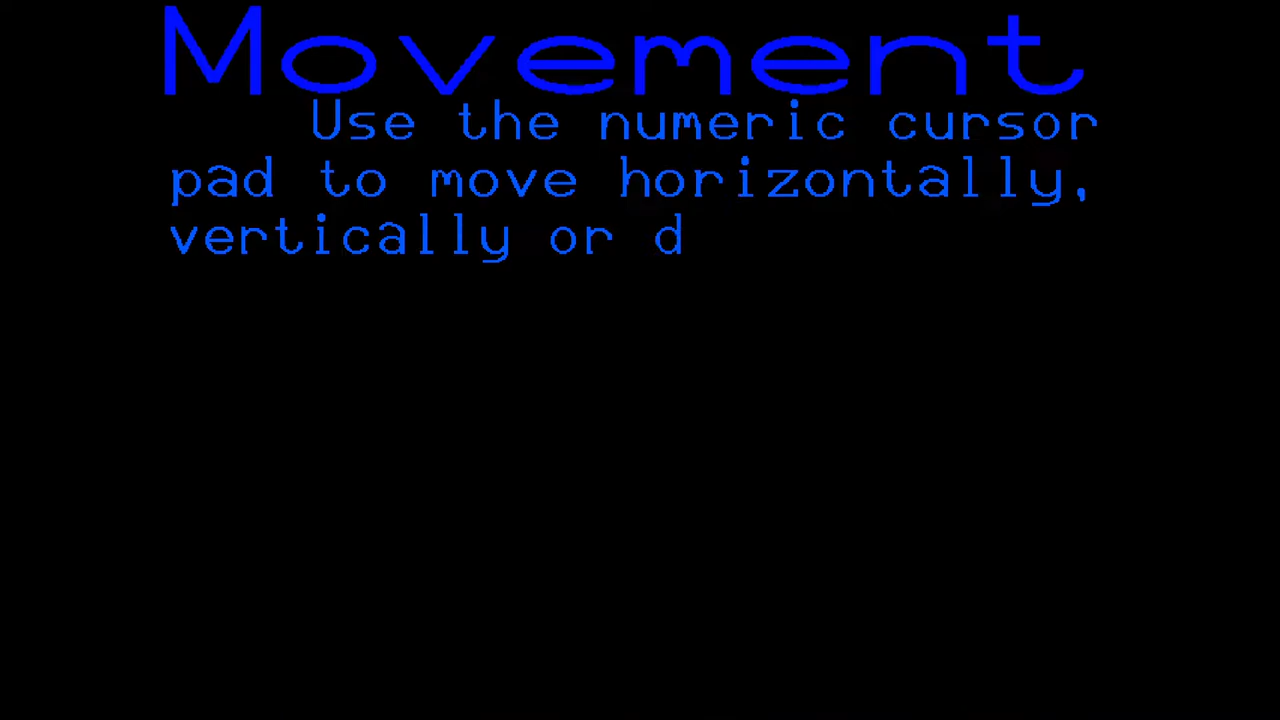 Movement
Use the numeric cursor
pad to move horizontally,
vertically or d